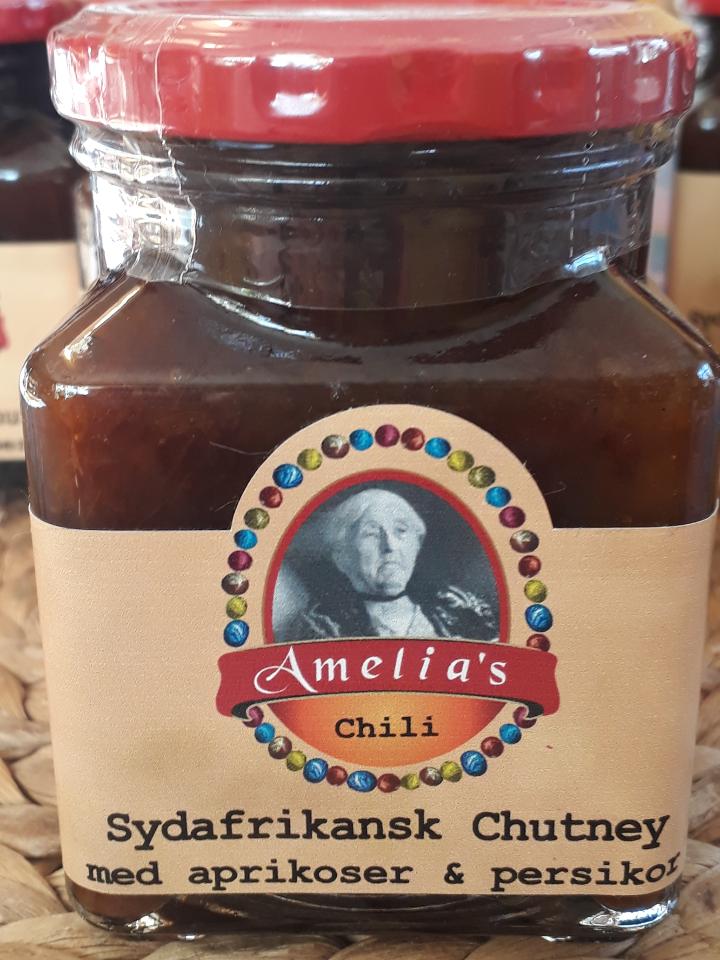 Amelia's
Chili
Sydafrikansk Chutney
med aprikoser & persikor